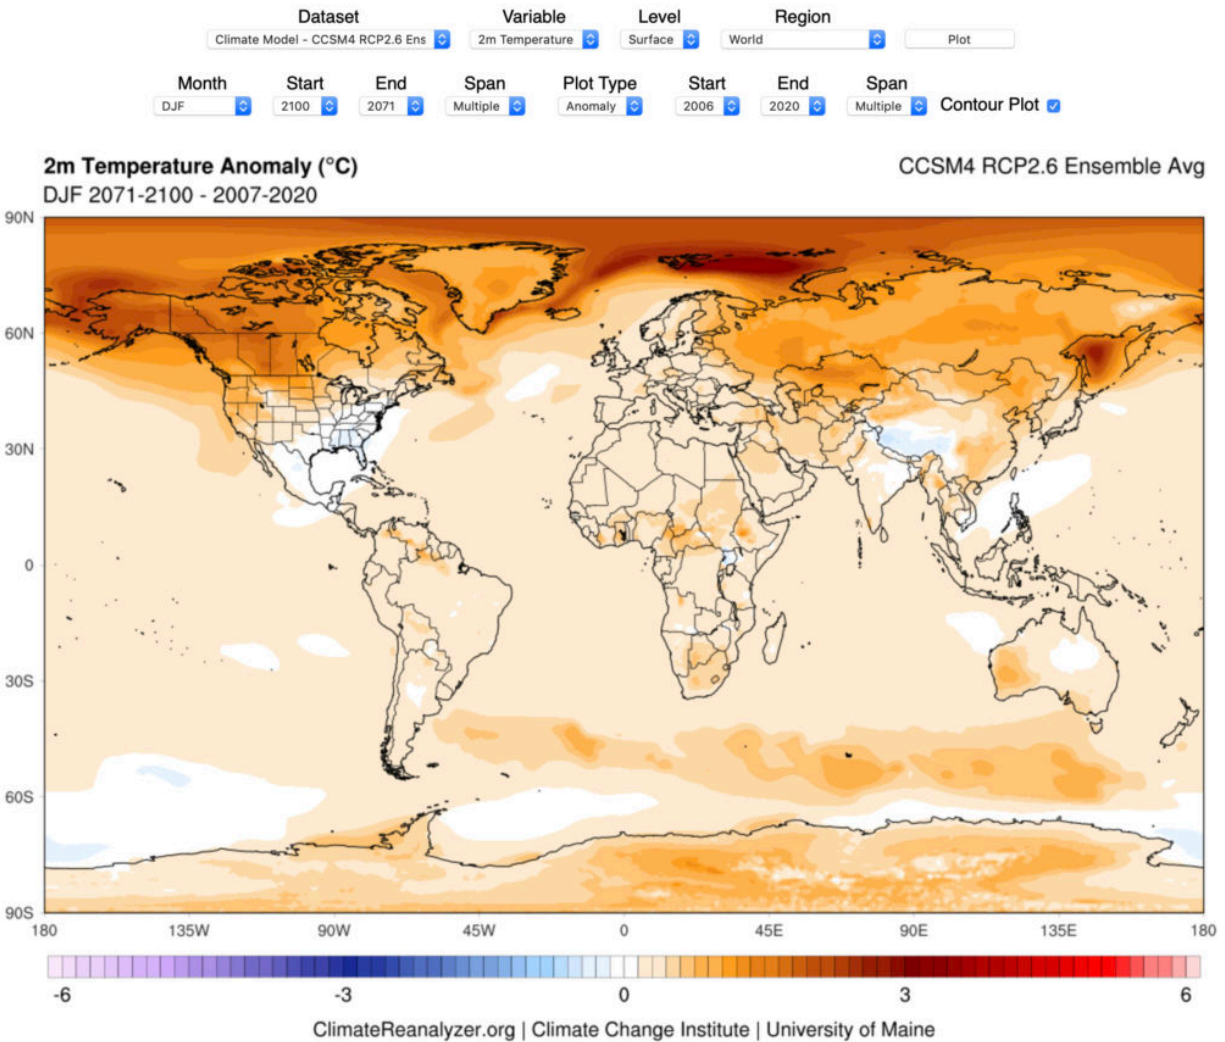 Dataset Variable Level Region
Climate Model - CCSM4 RCP2.6 Ens 2m Temperature Surface World Plot
Month Start End Span Plot Type Start End Span
DJF 2100 2071 Multiple Anomaly 2006 2020 Multiple Contour Plot
2m Temperature Anomaly (°C) CCSM4 RCP2.6 Ensemble Avg
DJF 2071-2100 - 2007-2020
90N
60N
30N
0
30S
60S
90S
180 135W 90W 45W 0 45E 90E 135E 180
-6 -3 0 3 6
ClimateReanalyzer.org | Climate Change Institute | University of Maine